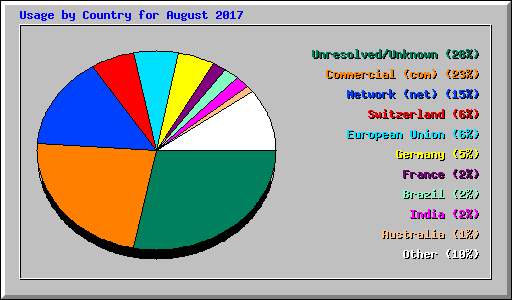 Usage by Country for August 2017
Unresolved/Unknown (28%)
Commercial (com) (23%)
Network (net) (15%)
Switzerland (6%)
European Union (6%)
Germany (5%)
France (2%)
Brazil (2%)
India (2%)
Australia (1%)
Other (10%)